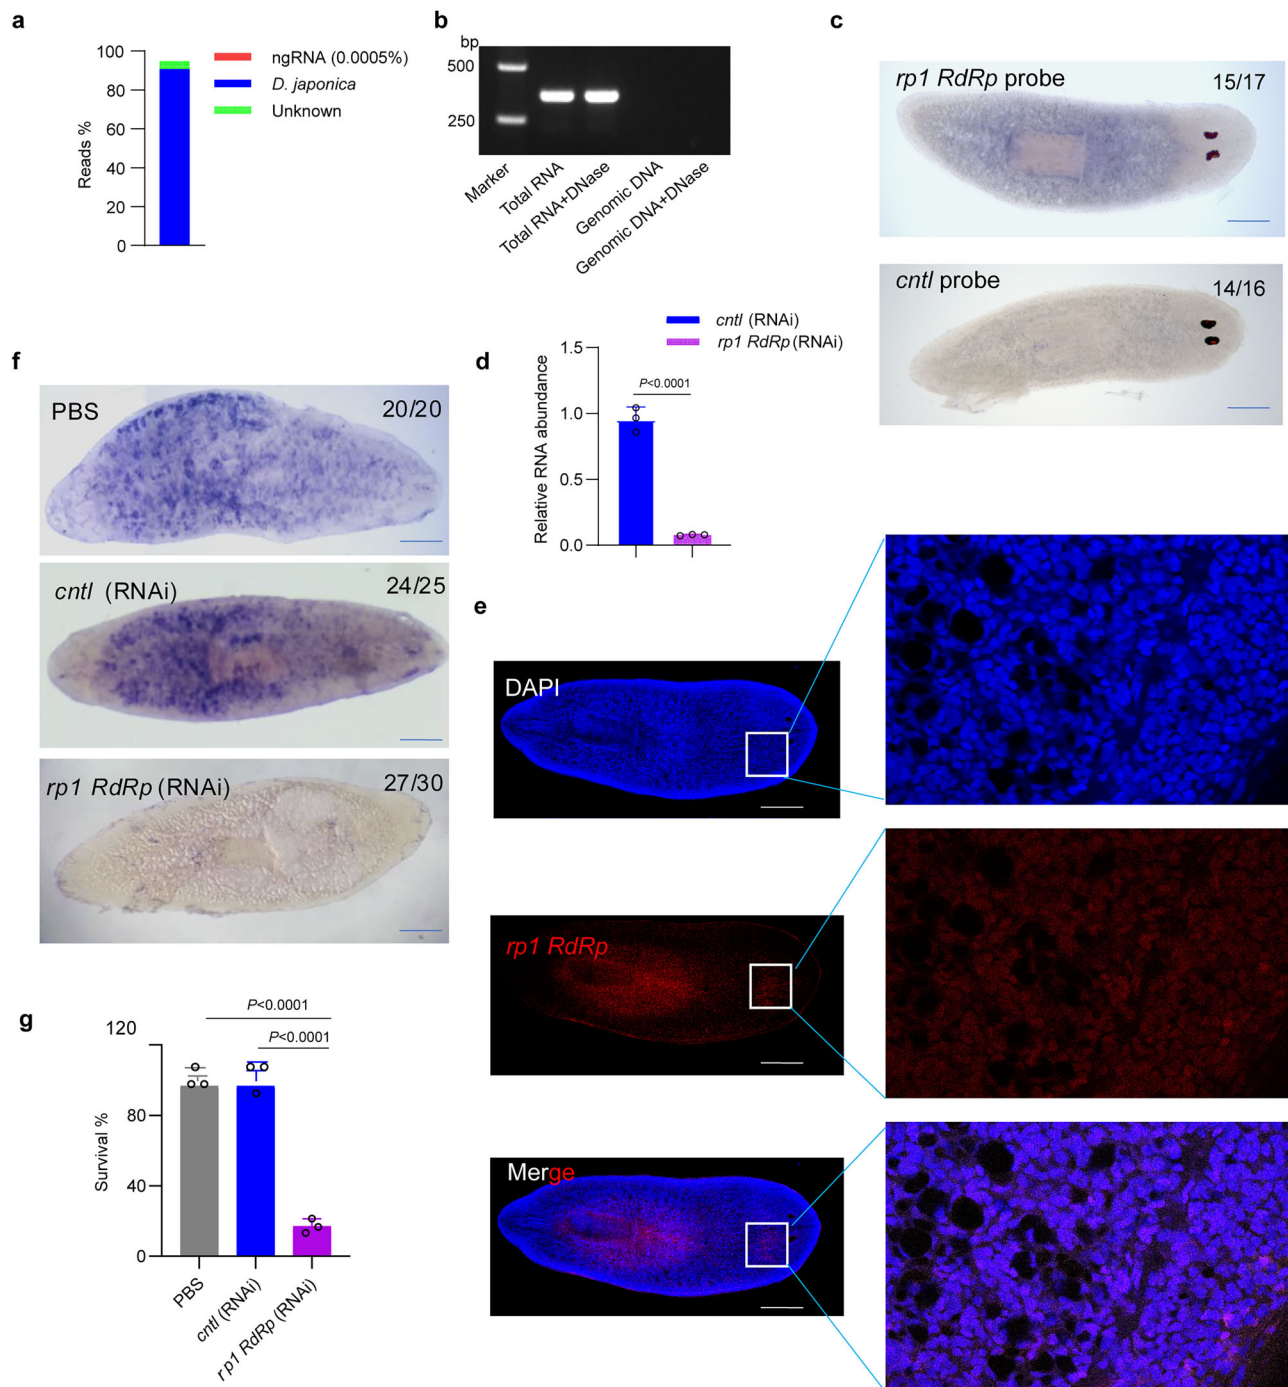 a
100
80
60
40
20
0
Reads %
ngRNA (0.0005%)
D. japonica
Unknown
b
bp
500
250
Marker
Total RNA
Total RNA+DNase
Genomic DNA
Genomic DNA+DNase
c
rp1 RdRp probe
15/17
cntl probe
14/16
d
cntl (RNAi)
rp1 RdRp (RNAi)
1.5
1.0
0.5
0.0
Relative RNA abundance
P<0.0001
e
DAPI
rp1 RdRp
Merge
f
PBS
20/20
cntl (RNAi)
24/25
rp1 RdRp (RNAi)
27/30
g
120
80
40
0
Survival %
P<0.0001
P<0.0001
PBS
cntl (RNAi)
rp1 RdRp (RNAi)